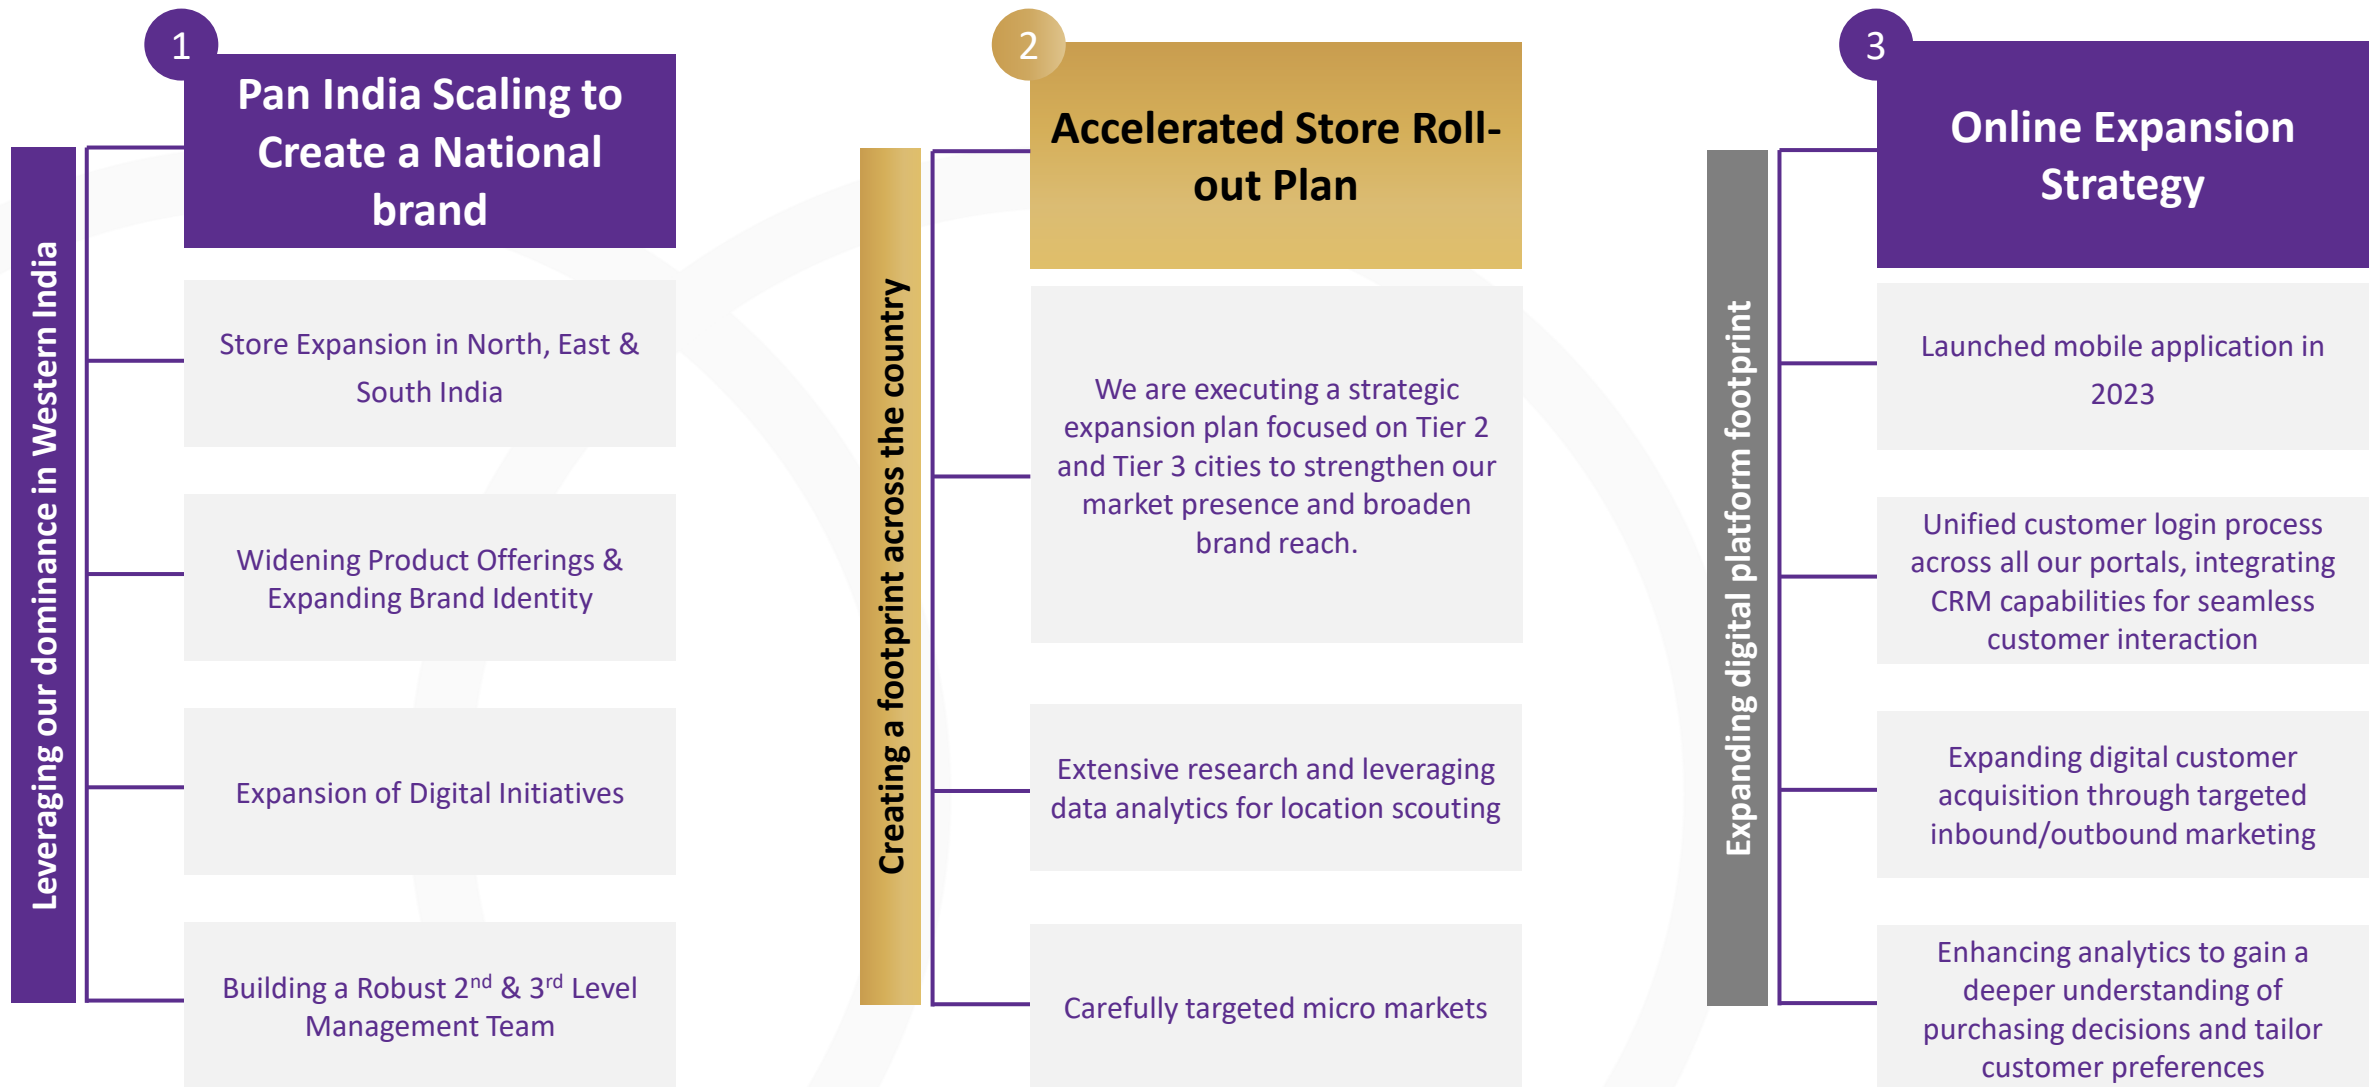 1
Pan India Scaling to
Create a National
brand
Leveraging our dominance in Western India
Store Expansion in North, East &
South India
Widening Product Offerings &
Expanding Brand Identity
Expansion of Digital Initiatives
Building a Robust 2nd & 3rd Level
Management Team
2
Accelerated Store Roll-
out Plan
Creating a footprint across the country
We are executing a strategic
expansion plan focused on Tier 2
and Tier 3 cities to strengthen our
market presence and broaden
brand reach.
Extensive research and leveraging
data analytics for location scouting
Carefully targeted micro markets
3
Online Expansion
Strategy
Expanding digital platform footprint
Launched mobile application in
2023
Unified customer login process
across all our portals, integrating
CRM capabilities for seamless
customer interaction
Expanding digital customer
acquisition through targeted
inbound/outbound marketing
Enhancing analytics to gain a
deeper understanding of
purchasing decisions and tailor
customer preferences